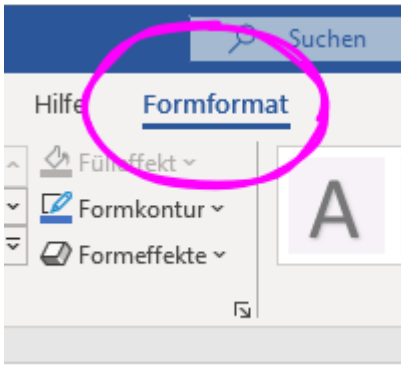 Suchen
Hilfe Formformat
Fülleffekt
Formkontur
Formeffekte
A